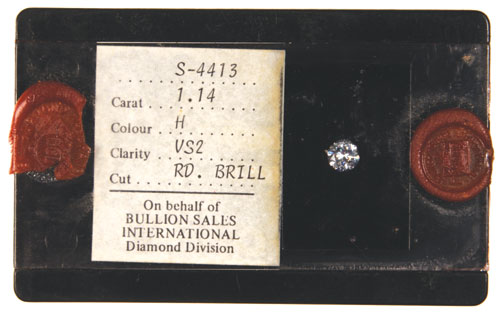 S-4413
Carat 1.14
Colour H
Clarity VS2
Cut RD. BRILL
On behalf of
BULLION SALES
INTERNATIONAL
Diamond Division